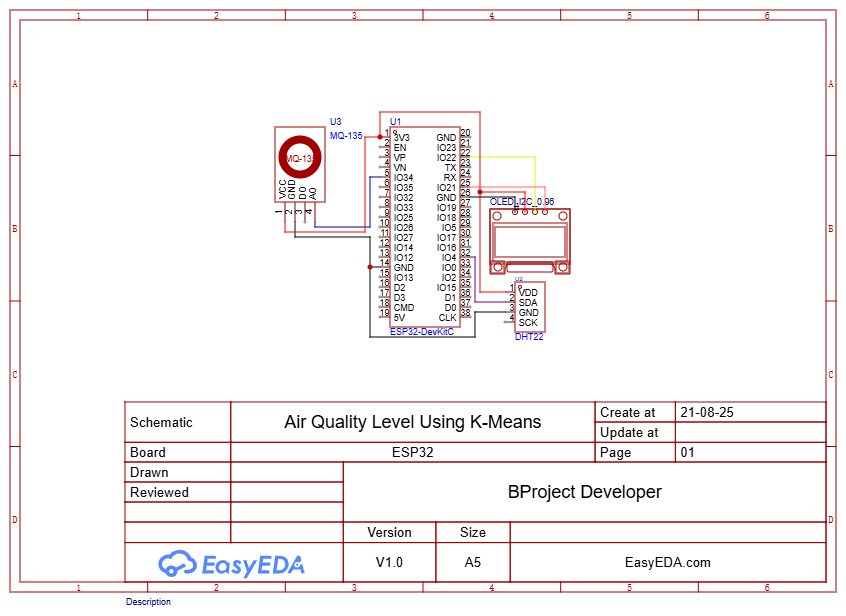 1 2 3 4 5 6
A A
B B
C C
D D
U3
MQ-135
MQ-135
VCC
GND
DO
AO
1
2
3
4
U1
1 3V3
2 EN
3 VP
4 VN
5 IO34
6 IO35
7 IO32
8 IO33
9 IO25
10 IO26
11 IO27
12 IO14
13 IO12
14 GND
15 IO13
16 D2
17 D3
18 CMD
19 5V
GND 20
IO23 21
IO22 22
TX 23
RX 24
IO21 25
GND 26
IO19 27
IO18 28
IO5 29
IO17 30
IO16 31
IO4 32
IO0 33
IO2 34
IO15 35
D1 36
D0 37
CLK 38
ESP32-DevKitC
OLED_I2C_0.96
U2
1 VDD
2 SDA
3 GND
4 SCK
DHT22
Schematic Air Quality Level Using K-Means Create at 21-08-25
Update at
Board ESP32 Page 01
Drawn
Reviewed BProject Developer
Version Size
EasyEDA V1.0 A5 EasyEDA.com
1 2 3 4 5 6
Description